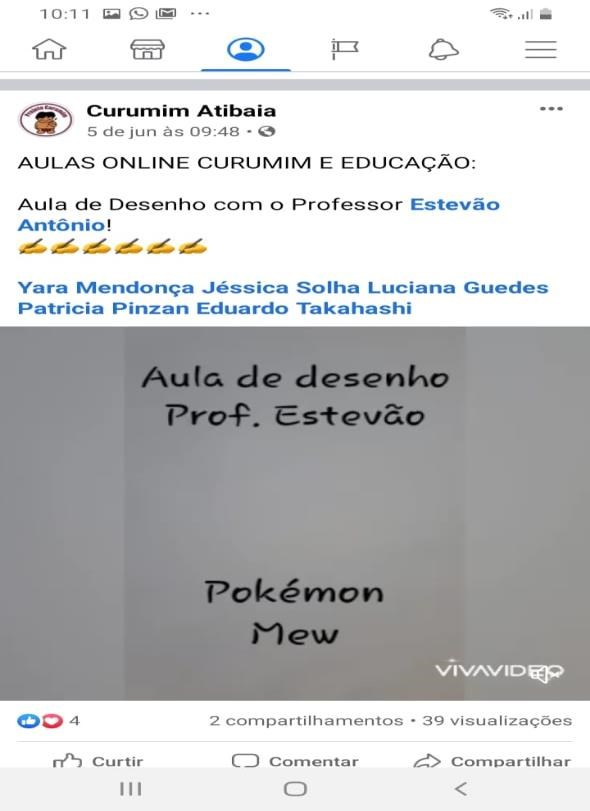 10:11
Curumim Atibaia
5 de jun às 09:48
AULAS ONLINE CURUMIM E EDUCAÇÃO:
Aula de Desenho com o Professor Estevão
Antônio!
Yara Mendonça Jéssica Solha Luciana Guedes
Patricia Pinzan Eduardo Takahashi
Aula de desenho
Prof. Estevão
Pokémon
Mew
VIVAVIDEO
4
2 compartilhamentos • 39 visualizações
Curtir
Comentar
Compartilhar